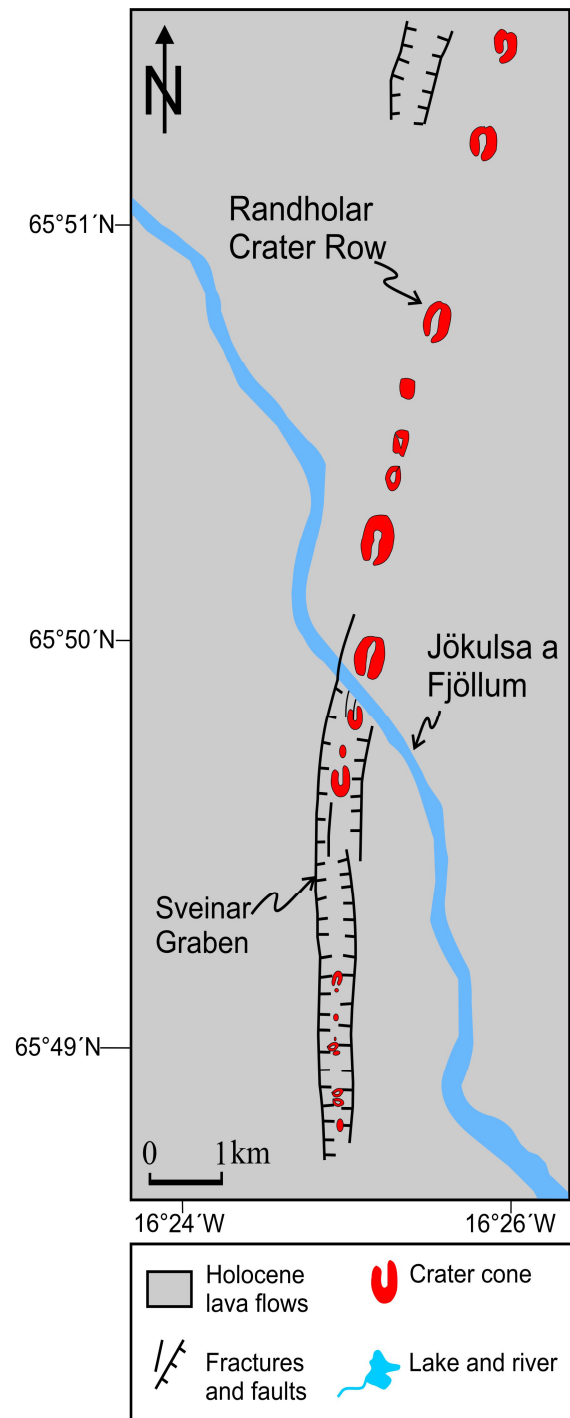 N
Randholar
Crater Row
65°51´N
65°50´N
Jökulsa a
Fjöllum
Sveinar
Graben
65°49´N
0 1km
16°24´W 16°26´W
Holocene
lava flows
Crater cone
Fractures
and faults
Lake and river